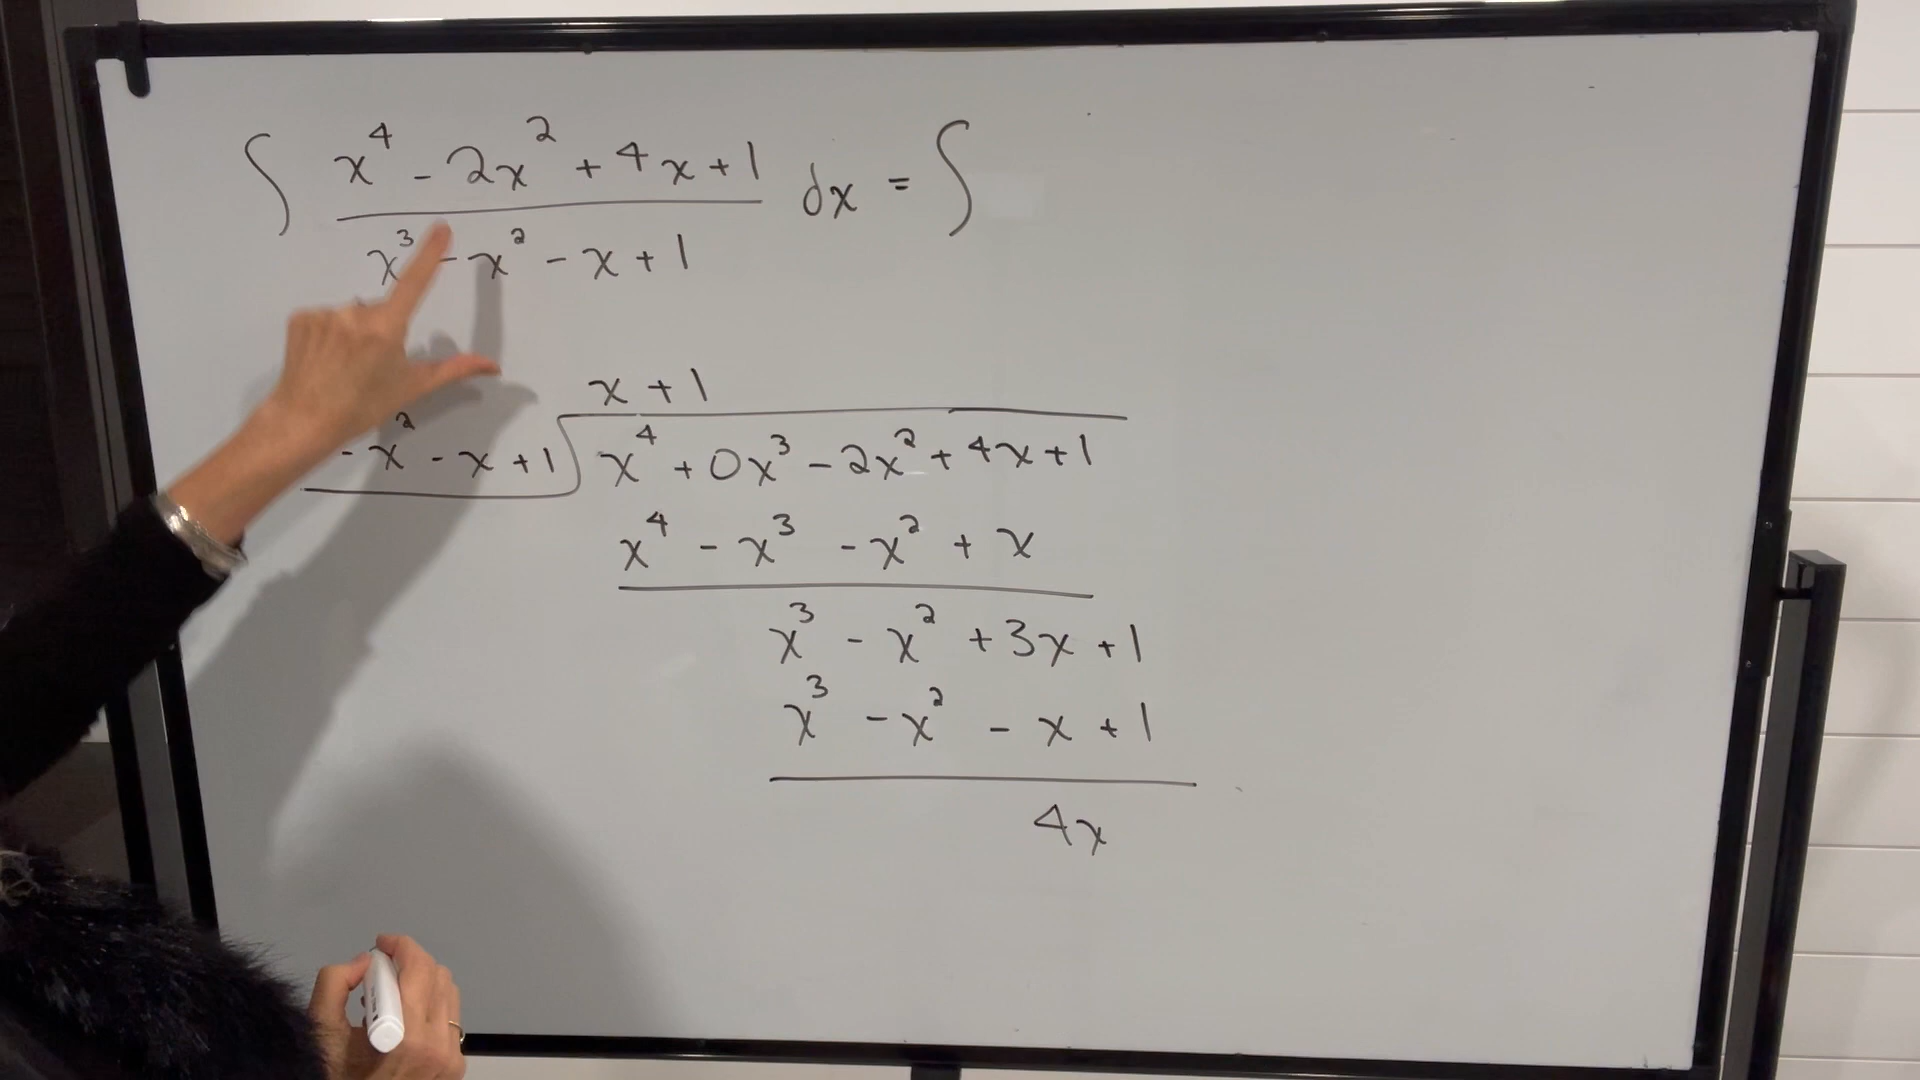 ∫ (x⁴ - 2x² + 4x + 1)/(x³ - x² - x + 1) dx = ∫
x + 1
- x² - x + 1 ) x⁴ + 0x³ - 2x² + 4x + 1
x⁴ - x³ - x² + x
x³ - x² + 3x + 1
x³ - x² - x + 1
4x